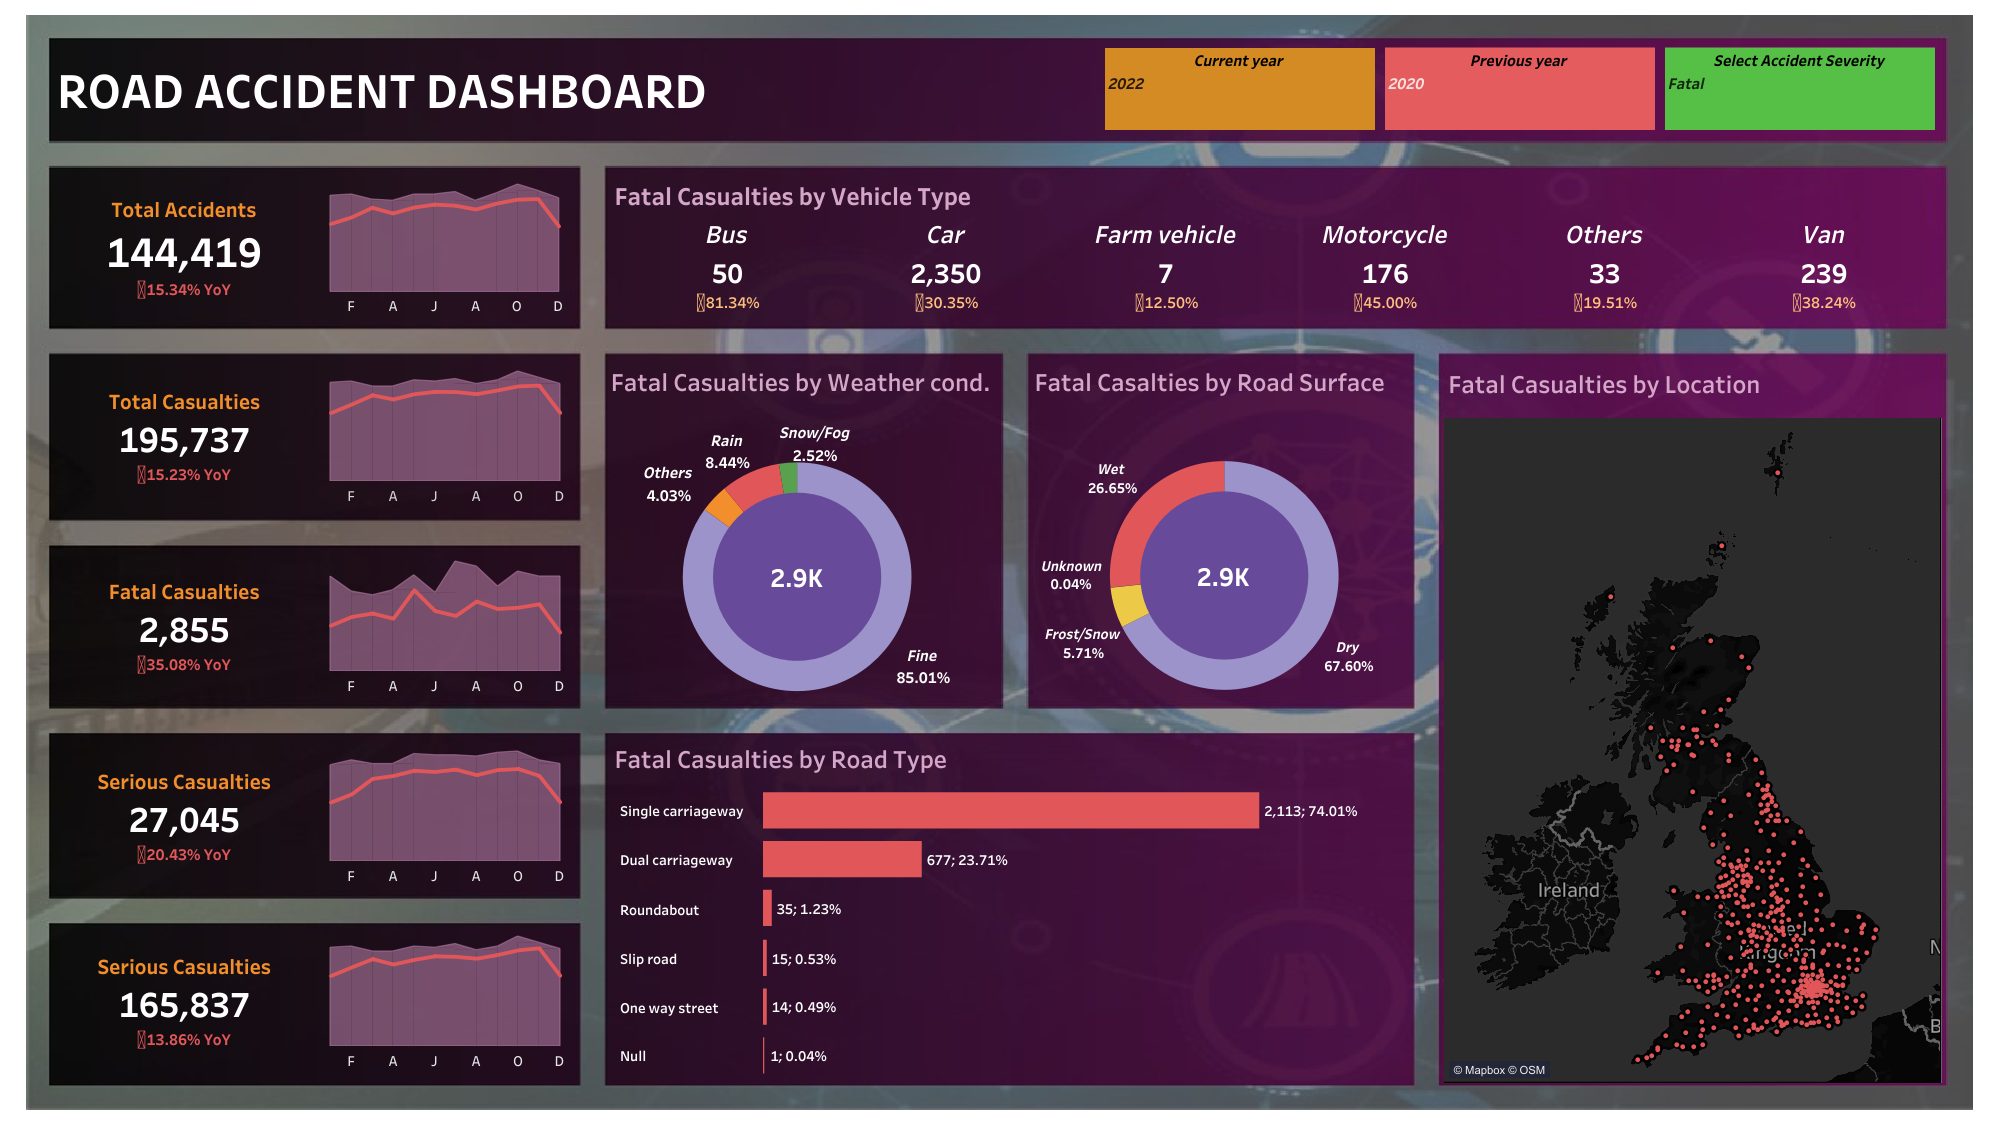 ROAD ACCIDENT DASHBOARD
Current year
2022
Previous year
2020
Select Accident Severity
Fatal
Total Accidents
144,419
15.34% YoY
F A J A O D
Total Casualties
195,737
15.23% YoY
F A J A O D
Fatal Casualties
2,855
35.08% YoY
F A J A O D
Serious Casualties
27,045
20.43% YoY
F A J A O D
Serious Casualties
165,837
13.86% YoY
F A J A O D
Fatal Casualties by Vehicle Type
Bus Car Farm vehicle Motorcycle Others Van
50 2,350 7 176 33 239
81.34% 30.35% 12.50% 45.00% 19.51% 38.24%
Fatal Casualties by Weather cond.
Snow/Fog
2.52%
Rain
8.44%
Others
4.03%
2.9K
Fine
85.01%
Fatal Casalties by Road Surface
Wet
26.65%
Unknown
0.04%
2.9K
Frost/Snow
5.71%
Dry
67.60%
Fatal Casualties by Road Type
Single carriageway 2,113; 74.01%
Dual carriageway 677; 23.71%
Roundabout 35; 1.23%
Slip road 15; 0.53%
One way street 14; 0.49%
Null 1; 0.04%
Fatal Casualties by Location
Ireland
N
B
© Mapbox © OSM